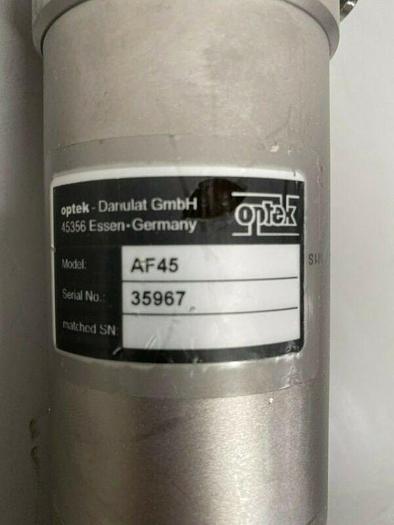 optek - Danulat GmbH
45356 Essen•Germany
optek
Model: AF45
Serial No.: 35967
matched SN: